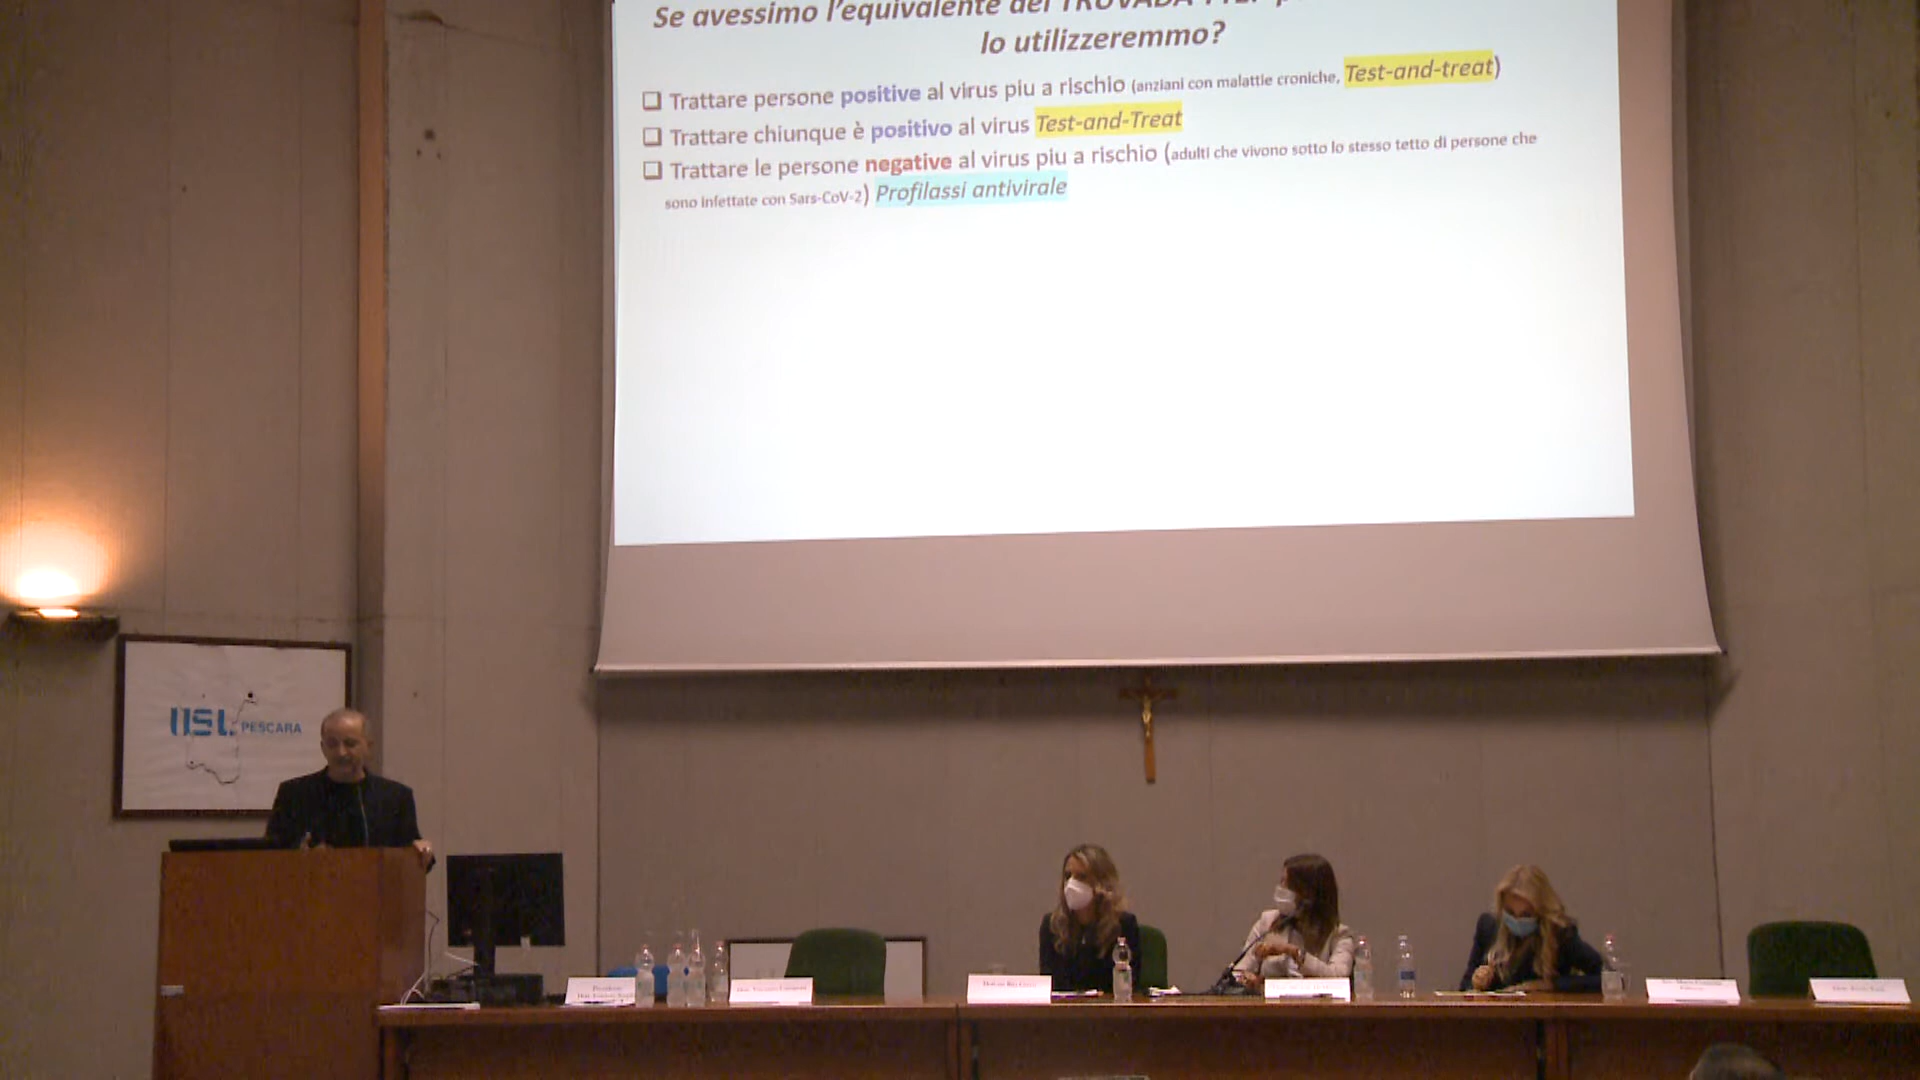 Se avessimo l'equivalente del TROVADA
lo utilizzeremmo?
❑ Trattare persone positive al virus piu a rischio (anziani con malattie croniche, Test-and-treat)
❑ Trattare chiunque è positivo al virus Test-and-Treat
❑ Trattare le persone negative al virus piu a rischio (adulti che vivono sotto lo stesso tetto di persone che
sono infettate con Sars-CoV-2) Profilassi antivirale
USL PESCARA